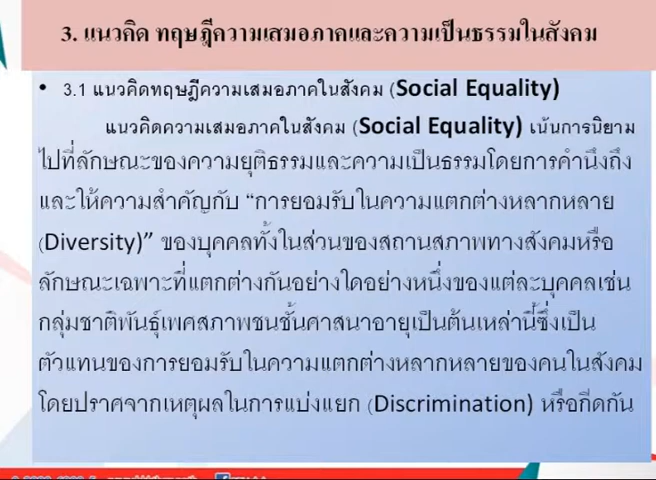 3. แนวคิด ทฤษฎีความเสมอภาคและความเป็นธรรมในสังคม
• 3.1 แนวคิดทฤษฎีความเสมอภาคในสังคม (Social Equality)
แนวคิดความเสมอภาคในสังคม (Social Equality) เน้นการนิยาม
ไปที่ลักษณะของความยุติธรรมและความเป็นธรรมโดยการคำนึงถึง
และให้ความสำคัญกับ “การยอมรับในความแตกต่างหลากหลาย
(Diversity)” ของบุคคลทั้งในส่วนของสถานสภาพทางสังคมหรือ
ลักษณะเฉพาะที่แตกต่างกันอย่างใดอย่างหนึ่งของแต่ละบุคคลเช่น
กลุ่มชาติพันธุ์เพศสภาพชนชั้นศาสนาอายุเป็นต้นเหล่านี้ซึ่งเป็น
ตัวแทนของการยอมรับในความแตกต่างหลากหลายของคนในสังคม
โดยปราศจากเหตุผลในการแบ่งแยก (Discrimination) หรือกีดกัน